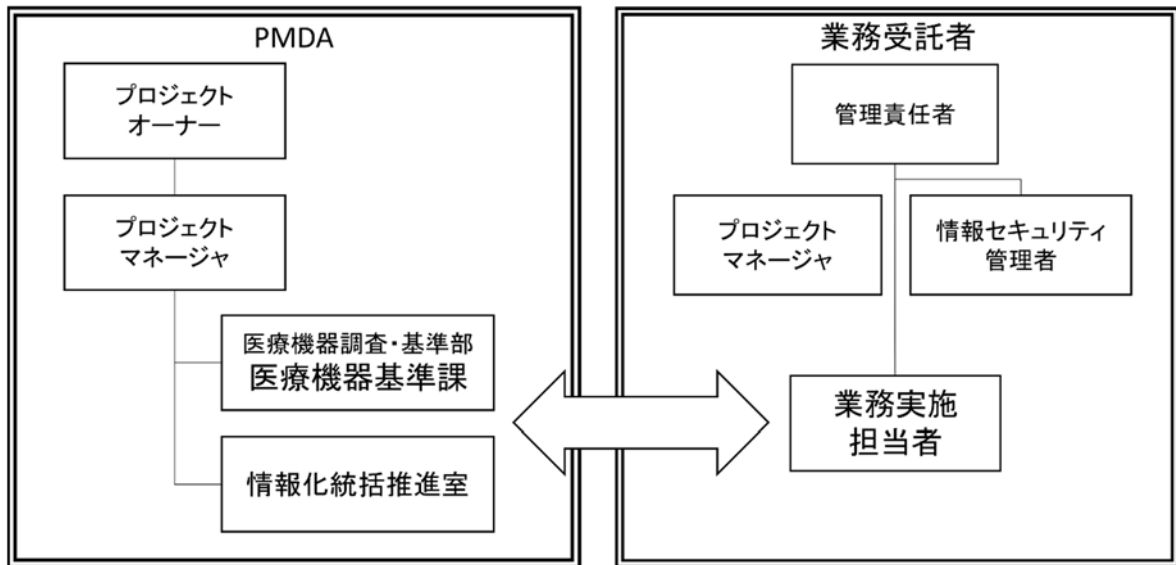 PMDA
プロジェクト
オーナー
プロジェクト
マネージャ
医療機器調査・基準部
医療機器基準課
情報化統括推進室
業務受託者
管理責任者
プロジェクト
マネージャ
情報セキュリティ
管理者
業務実施
担当者